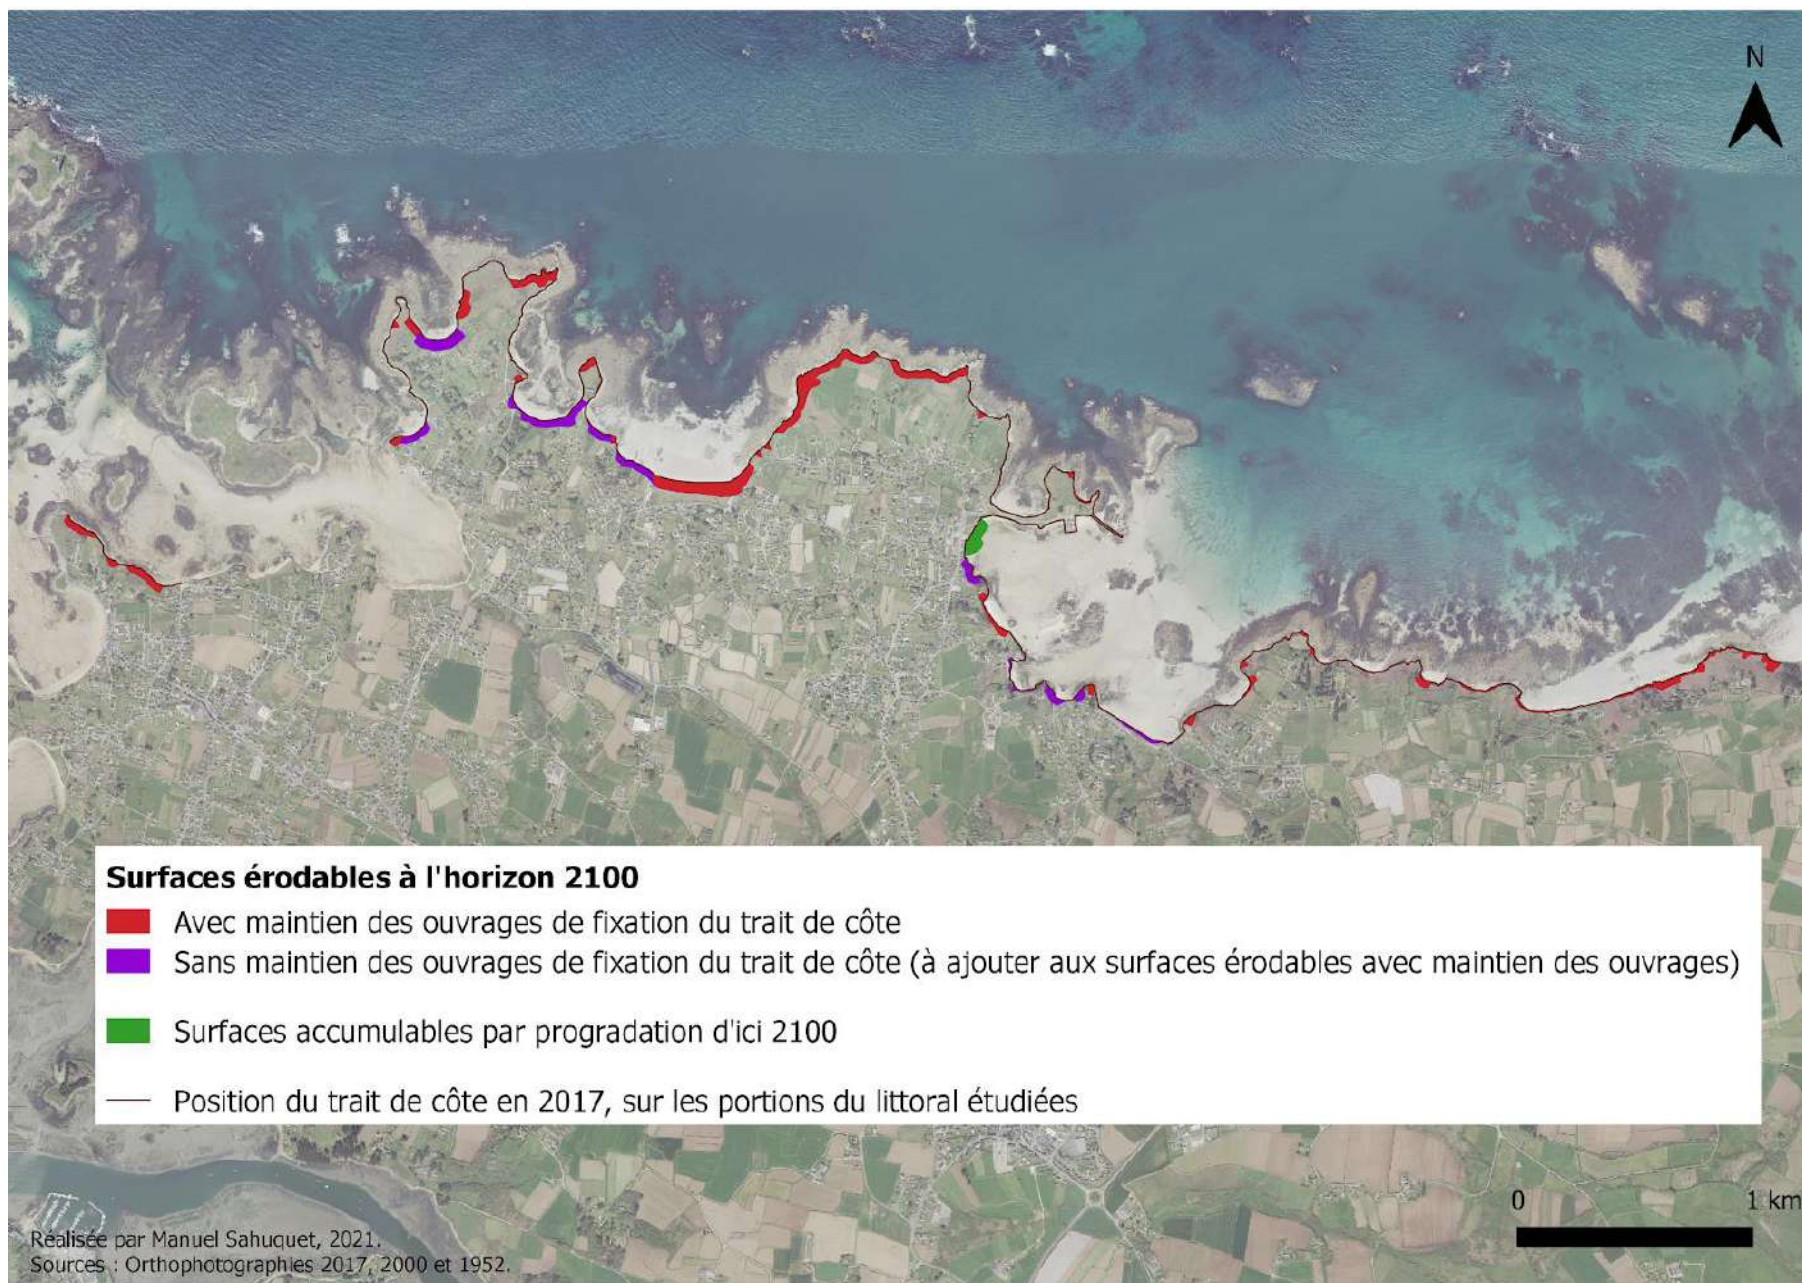 N
Surfaces érodables à l'horizon 2100
Avec maintien des ouvrages de fixation du trait de côte
Sans maintien des ouvrages de fixation du trait de côte (à ajouter aux surfaces érodables avec maintien des ouvrages)
Surfaces accumulables par progradation d'ici 2100
Position du trait de côte en 2017, sur les portions du littoral étudiées
0 1 km
Réalisée par Manuel Sahuquet, 2021.
Sources : Orthophotographies 2017, 2000 et 1952.